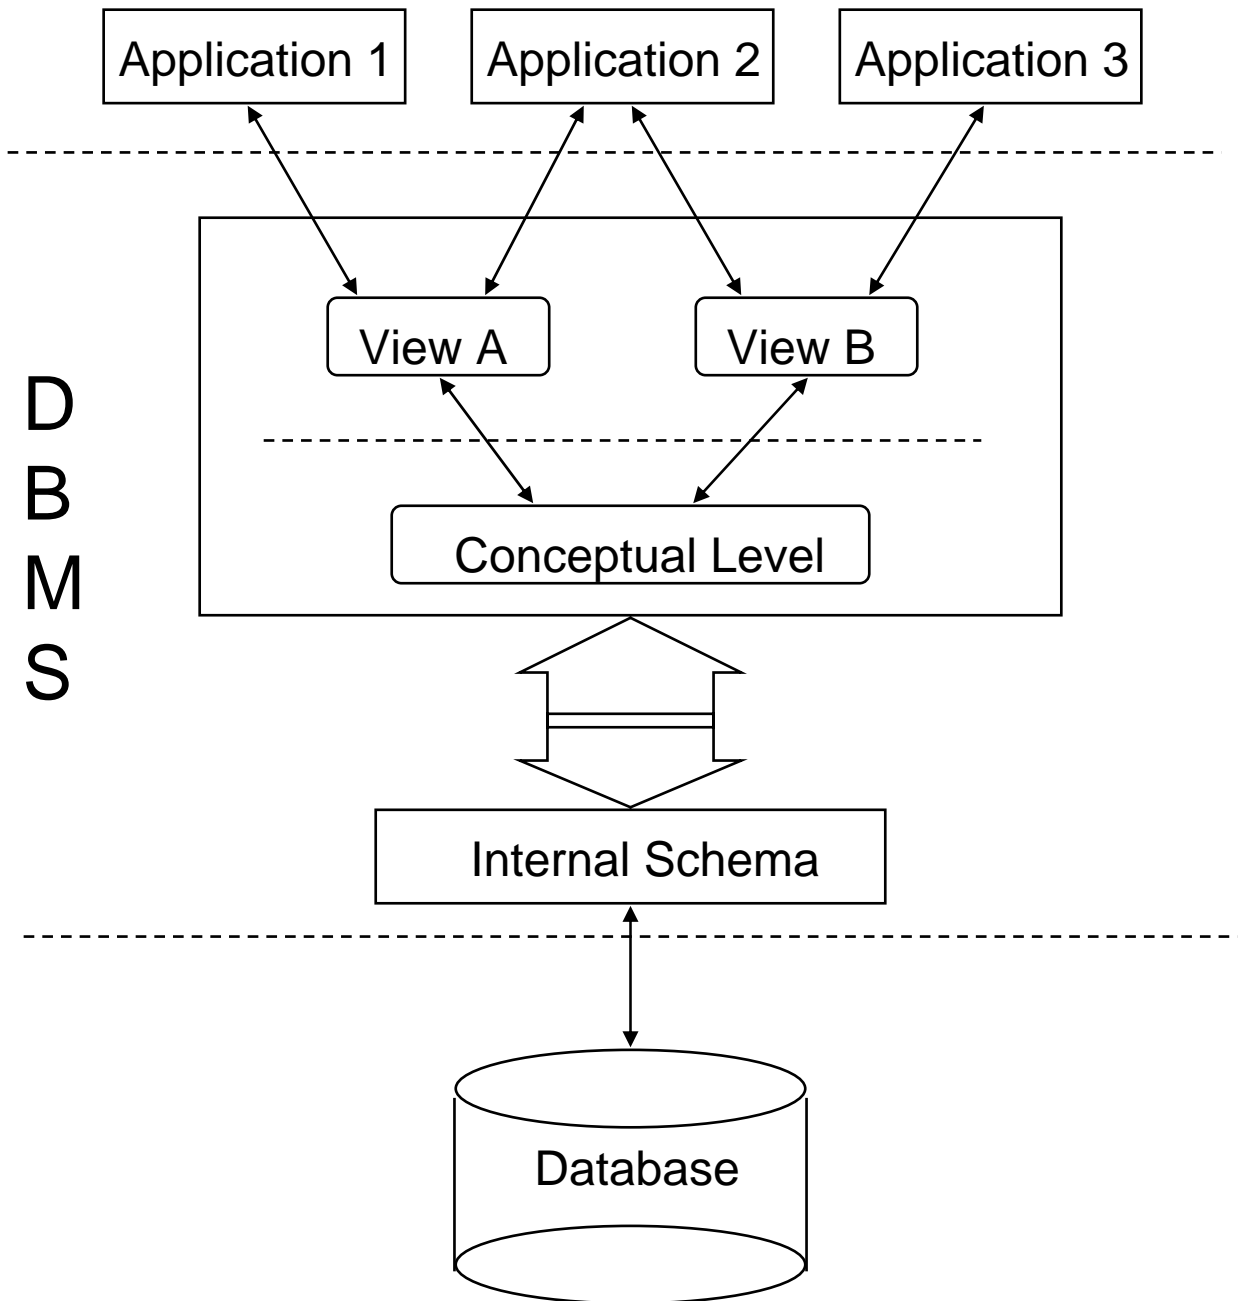 Application 1
Application 2
Application 3
View A
View B
D
B
M
S
Conceptual Level
Internal Schema
Database